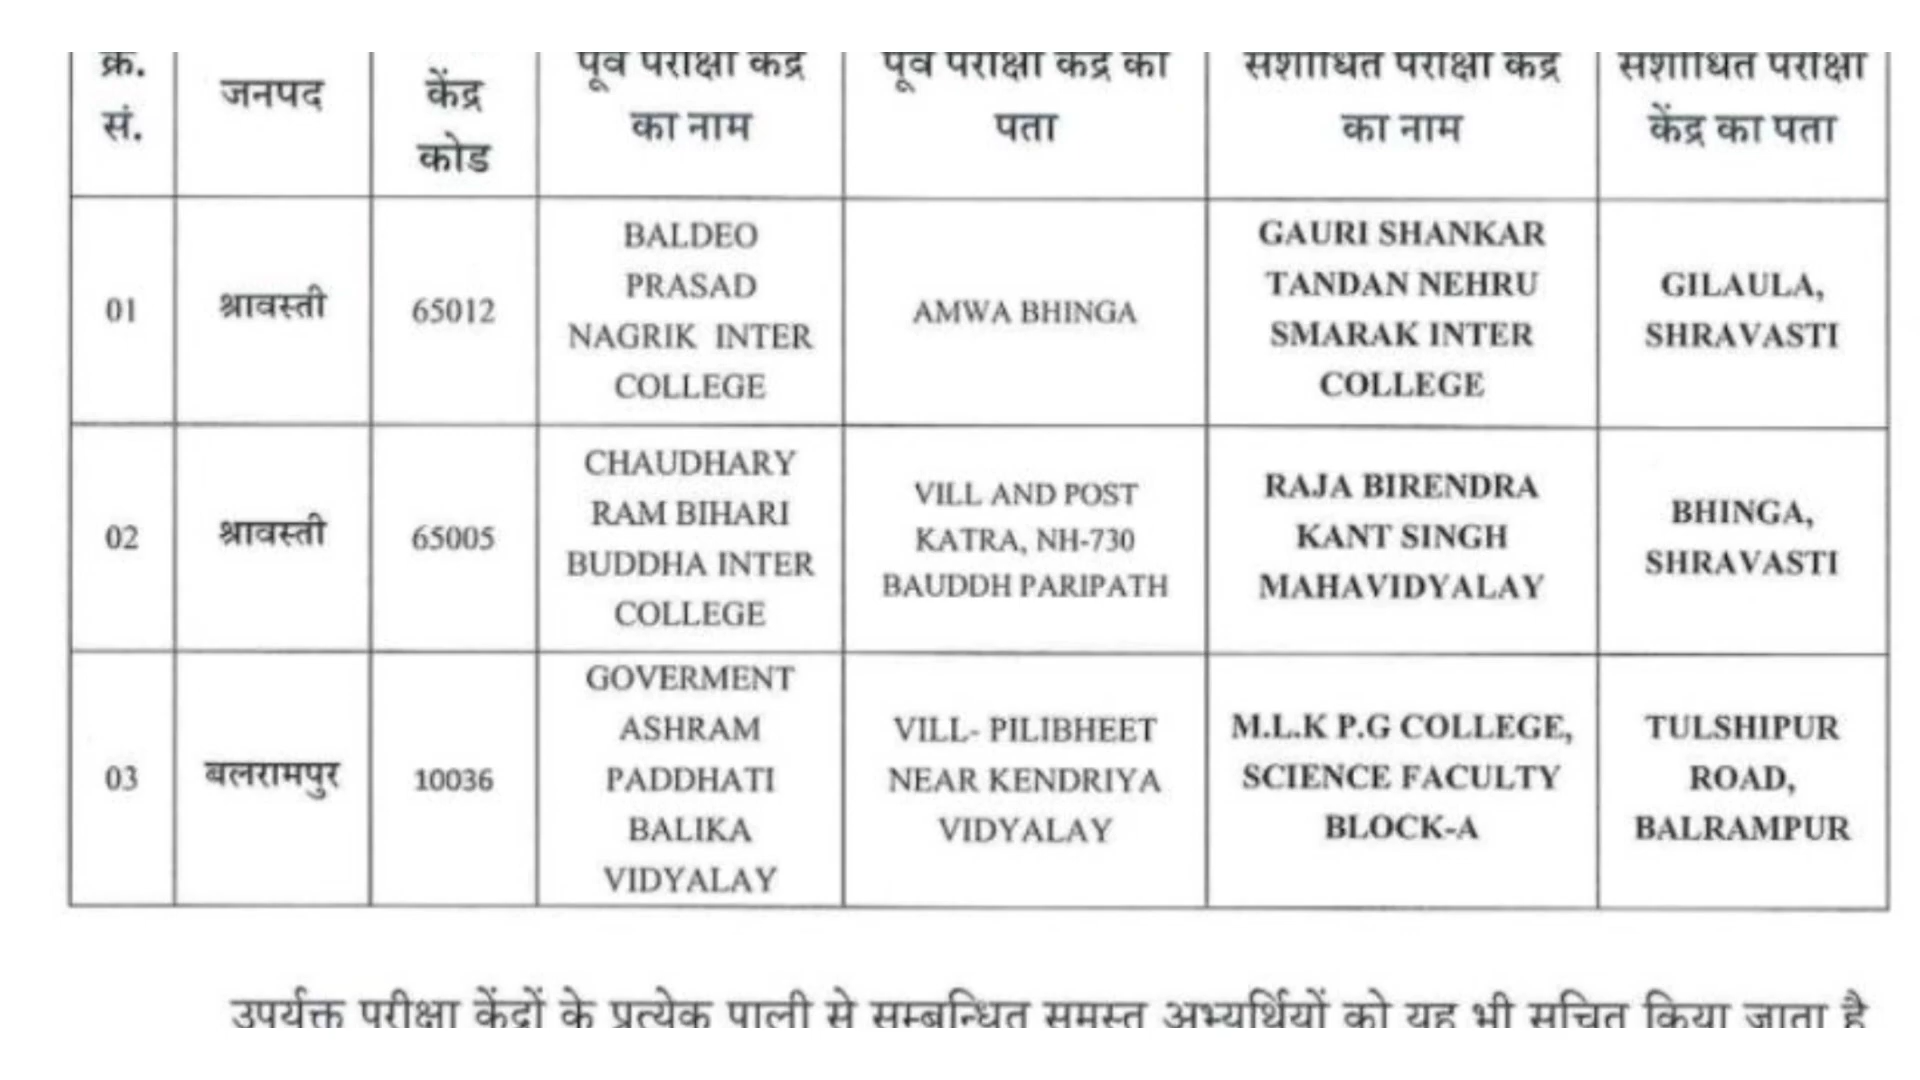 क्र.
सं.
जनपद
केंद्र
कोड
पूर्व परीक्षा केंद्र
का नाम
पूर्व परीक्षा केंद्र का
पता
संशोधित परीक्षा केंद्र
का नाम
संशोधित परीक्षा
केंद्र का पता
01
श्रावस्ती
65012
BALDEO
PRASAD
NAGRIK INTER
COLLEGE
AMWA BHINGA
GAURI SHANKAR
TANDAN NEHRU
SMARAK INTER
COLLEGE
GILAULA,
SHRAVASTI
02
श्रावस्ती
65005
CHAUDHARY
RAM BIHARI
BUDDHA INTER
COLLEGE
VILL AND POST
KATRA, NH-730
BAUDDH PARIPATH
RAJA BIRENDRA
KANT SINGH
MAHAVIDYALAY
BHINGA,
SHRAVASTI
03
बलरामपुर
10036
GOVERMENT
ASHRAM
PADDHATI
BALIKA
VIDYALAY
VILL- PILIBHEET
NEAR KENDRIYA
VIDYALAY
M.L.K P.G COLLEGE,
SCIENCE FACULTY
BLOCK-A
TULSHIPUR
ROAD,
BALRAMPUR
उपर्युक्त परीक्षा केंद्रों के प्रत्येक पाली से सम्बन्धित समस्त अभ्यर्थियों को यह भी सूचित किया जाता है